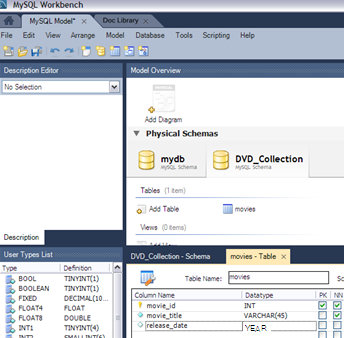 MySQL Workbench
MySQL Model* × Doc Library ×
File Edit View Arrange Model Database Tools Scripting Help
Description Editor
No Selection
Description
User Types List
Type Definition
BOOL TINYINT(1)
BOOLEAN TINYINT(1)
FIXED DECIMAL(10...
FLOAT4 FLOAT
FLOAT8 DOUBLE
INT1 TINYINT(4)
INT2 SMALLINT(6)
Model Overview
Add Diagram
Physical Schemas
mydb
MySQL Schema
DVD_Collection
MySQL Schema
Tables (1 item)
Add Table movies
Views (0 items)
DVD_Collection - Schema movies - Table ×
Table Name: movies
Column Name Datatype PK NN
movie_id INT
movie_title VARCHAR(45)
release_date YEAR